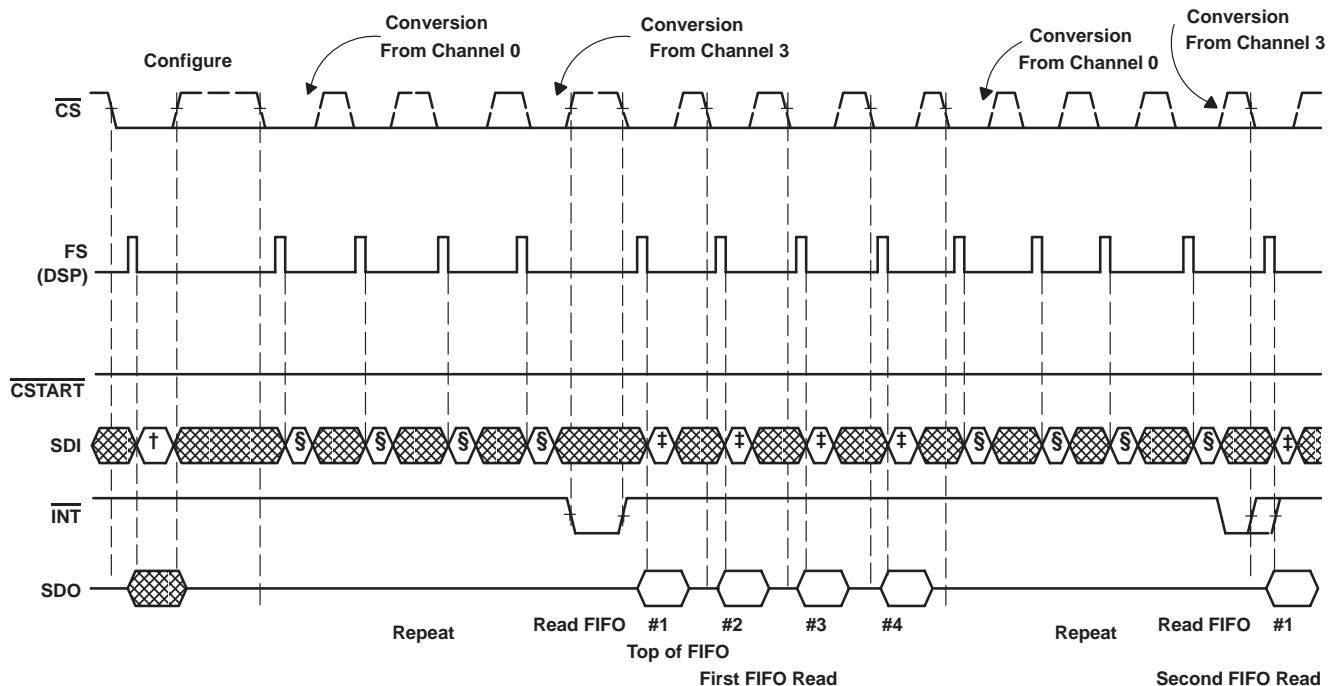 Configure
Conversion
From Channel 0
Conversion
From Channel 3
Conversion
From Channel 0
Conversion
From Channel 3
CS
FS
(DSP)
CSTART
SDI
† § § § § ‡ ‡ ‡ ‡ § § § § ‡
INT
SDO
Repeat
Read FIFO
#1
#2
#3
#4
Repeat
Read FIFO
#1
Top of FIFO
First FIFO Read
Second FIFO Read